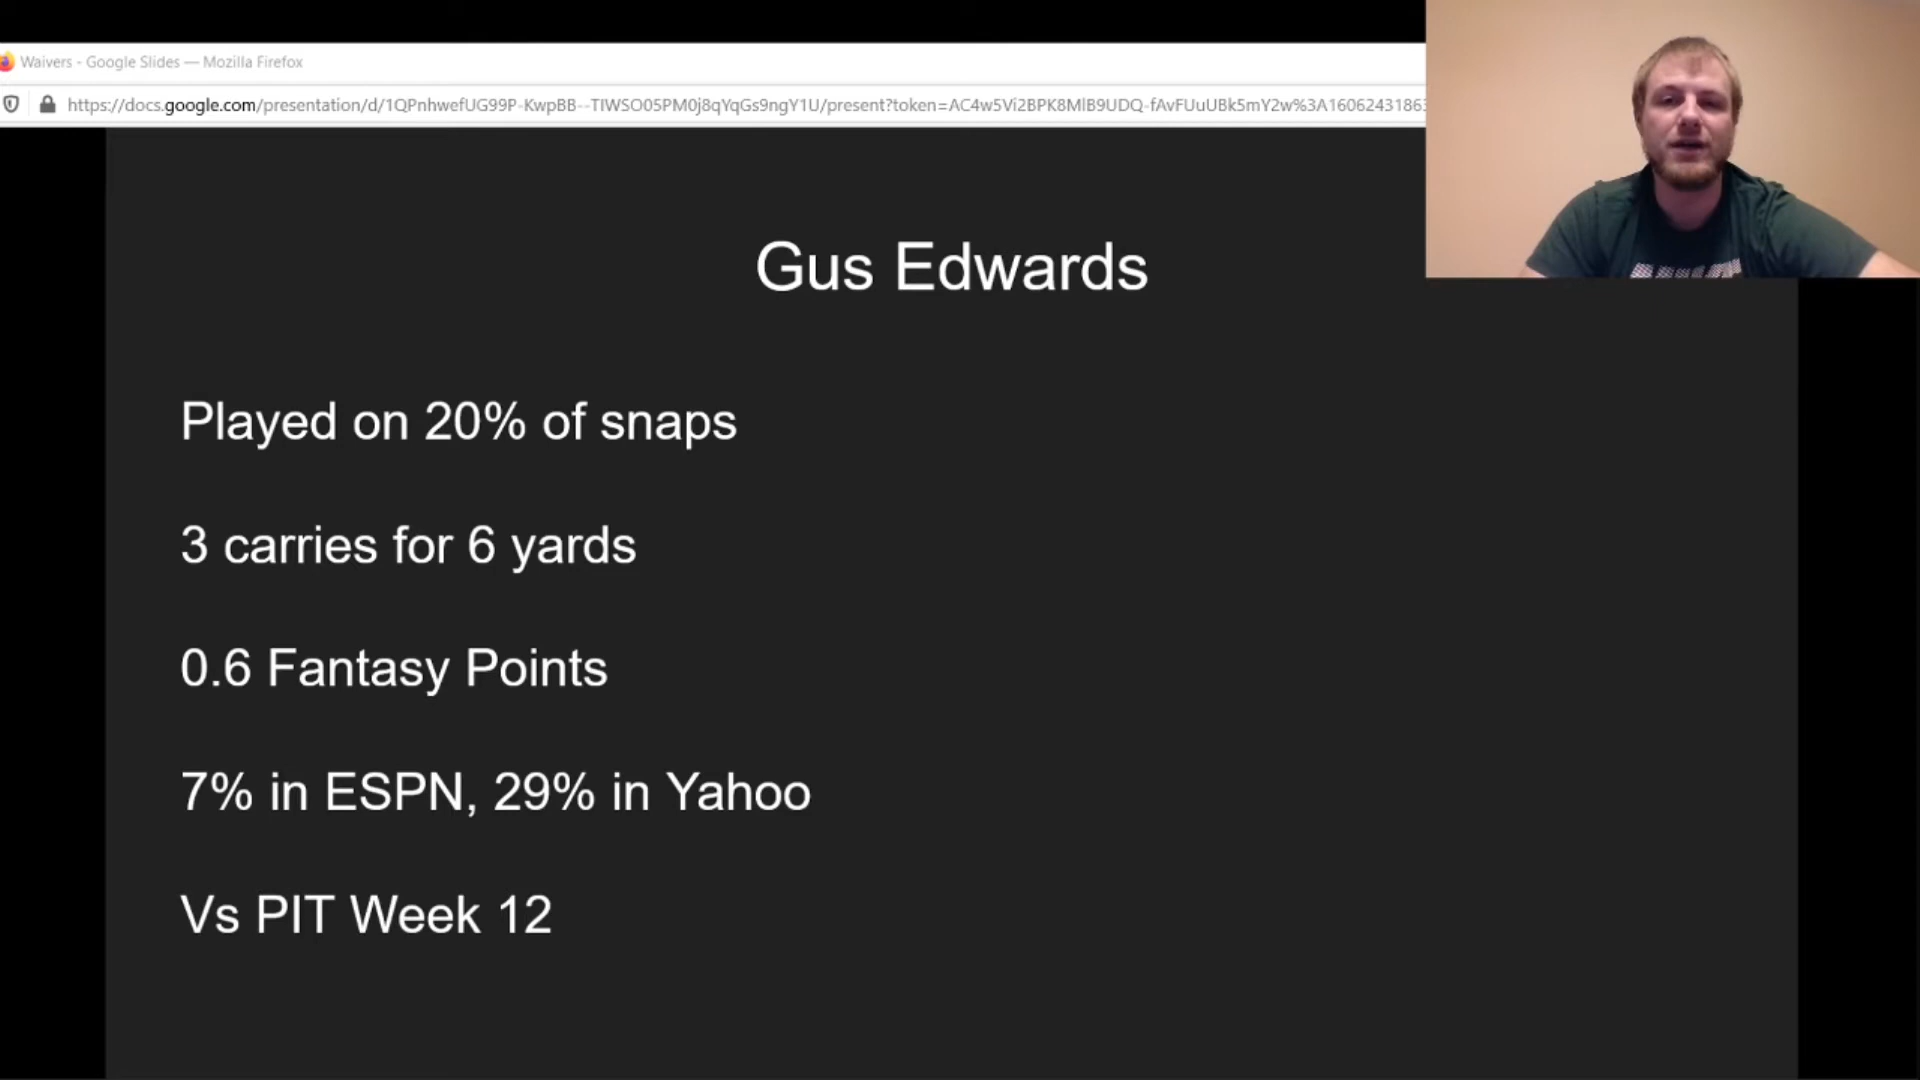 Waivers - Google Slides — Mozilla Firefox
https://docs.google.com/presentation/d/1QPnhwefUG99P-KwpBB--TIWSO05PM0j8qYqGs9ngY1U/present?token=AC4w5Vi2BPK8MlB9UDQ-fAvFUuUBk5mY2w%3A1606243186
Gus Edwards
Played on 20% of snaps
3 carries for 6 yards
0.6 Fantasy Points
7% in ESPN, 29% in Yahoo
Vs PIT Week 12